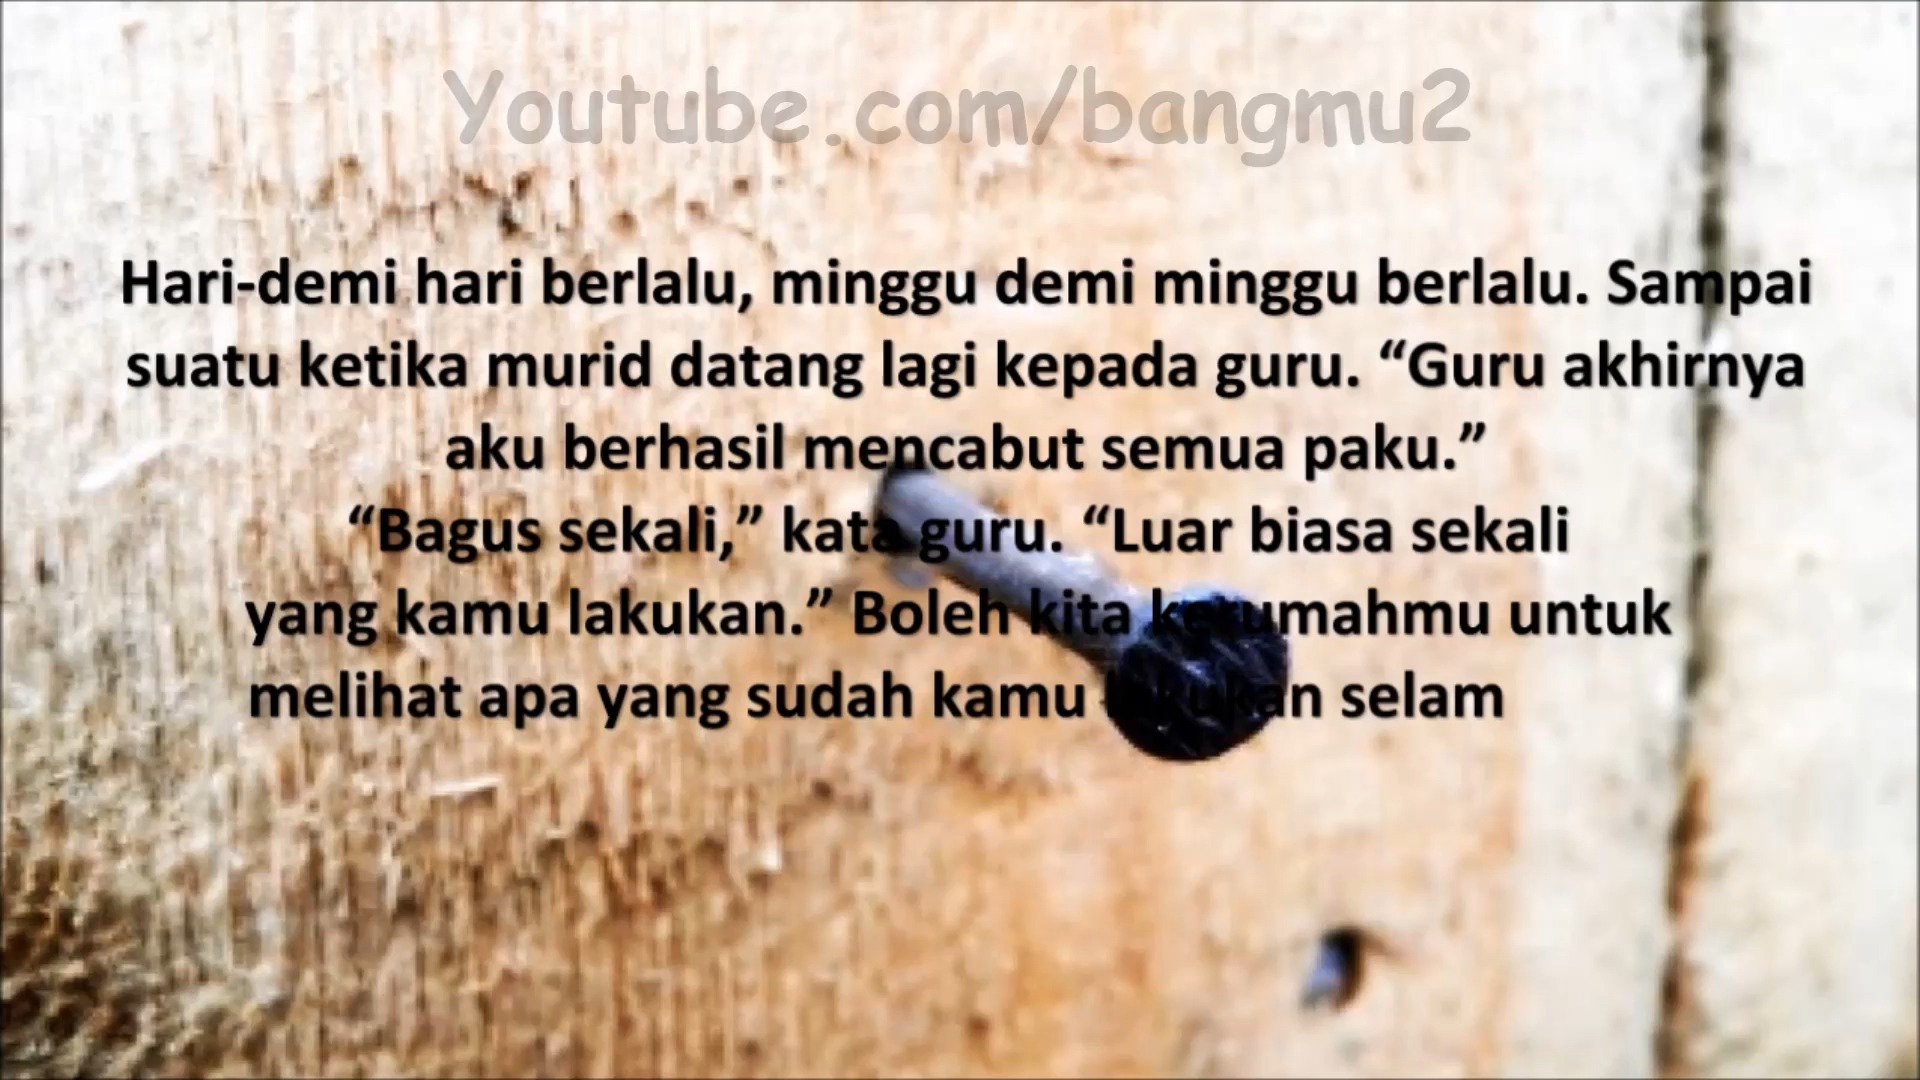 Youtube.com/bangmu2
Hari-demi hari berlalu, minggu demi minggu berlalu. Sampai
suatu ketika murid datang lagi kepada guru. “Guru akhirnya
aku berhasil mencabut semua paku.”
“Bagus sekali,” kata guru. “Luar biasa sekali
yang kamu lakukan.” Boleh kita kerumahmu untuk
melihat apa yang sudah kamu lakukan selam